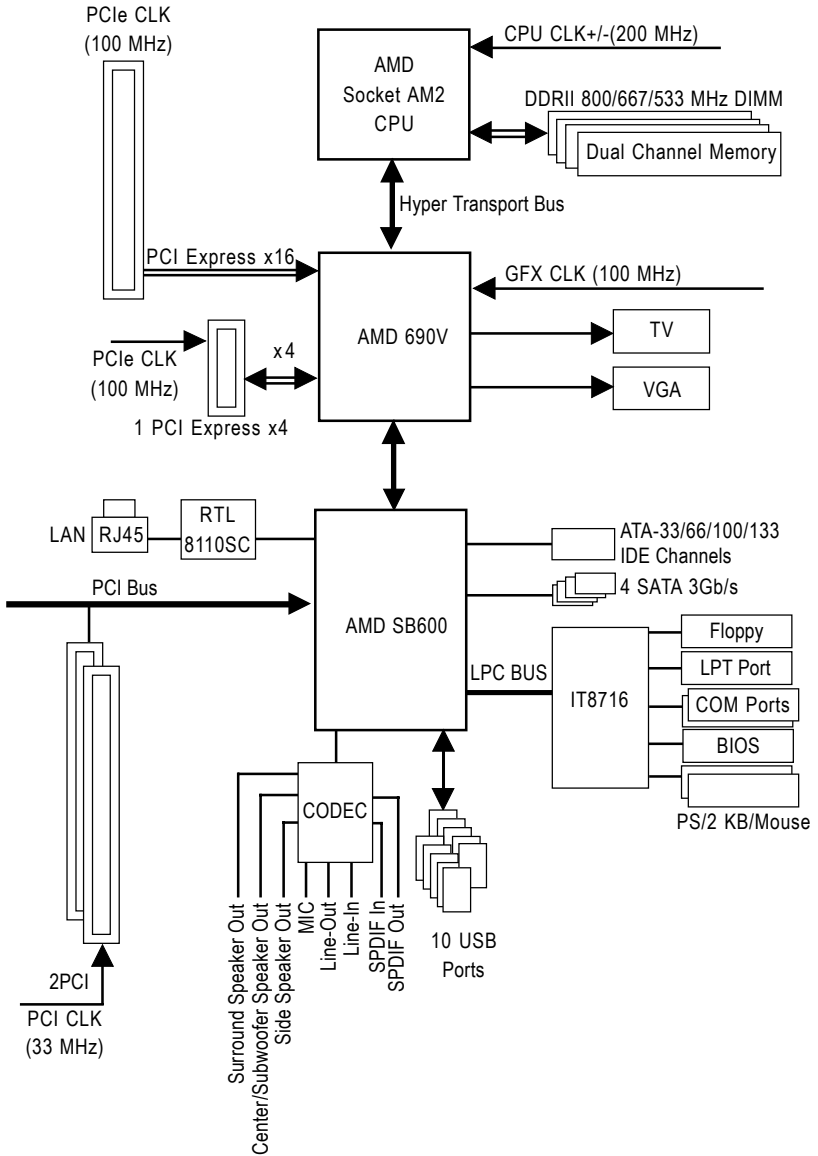 PCIe CLK
(100 MHz)
AMD
Socket AM2
CPU
CPU CLK+/-(200 MHz)
DDRII 800/667/533 MHz DIMM
Dual Channel Memory
Hyper Transport Bus
PCI Express x16
GFX CLK (100 MHz)
AMD 690V
TV
VGA
x4
PCIe CLK
(100 MHz)
1 PCI Express x4
LAN
RJ45
RTL
8110SC
ATA-33/66/100/133
IDE Channels
4 SATA 3Gb/s
PCI Bus
AMD SB600
LPC BUS
IT8716
Floppy
LPT Port
COM Ports
BIOS
PS/2 KB/Mouse
CODEC
Surround Speaker Out
Center/Subwoofer Speaker Out
Side Speaker Out
MIC
Line-Out
Line-In
SPDIF In
SPDIF Out
10 USB
Ports
2PCI
PCI CLK
(33 MHz)